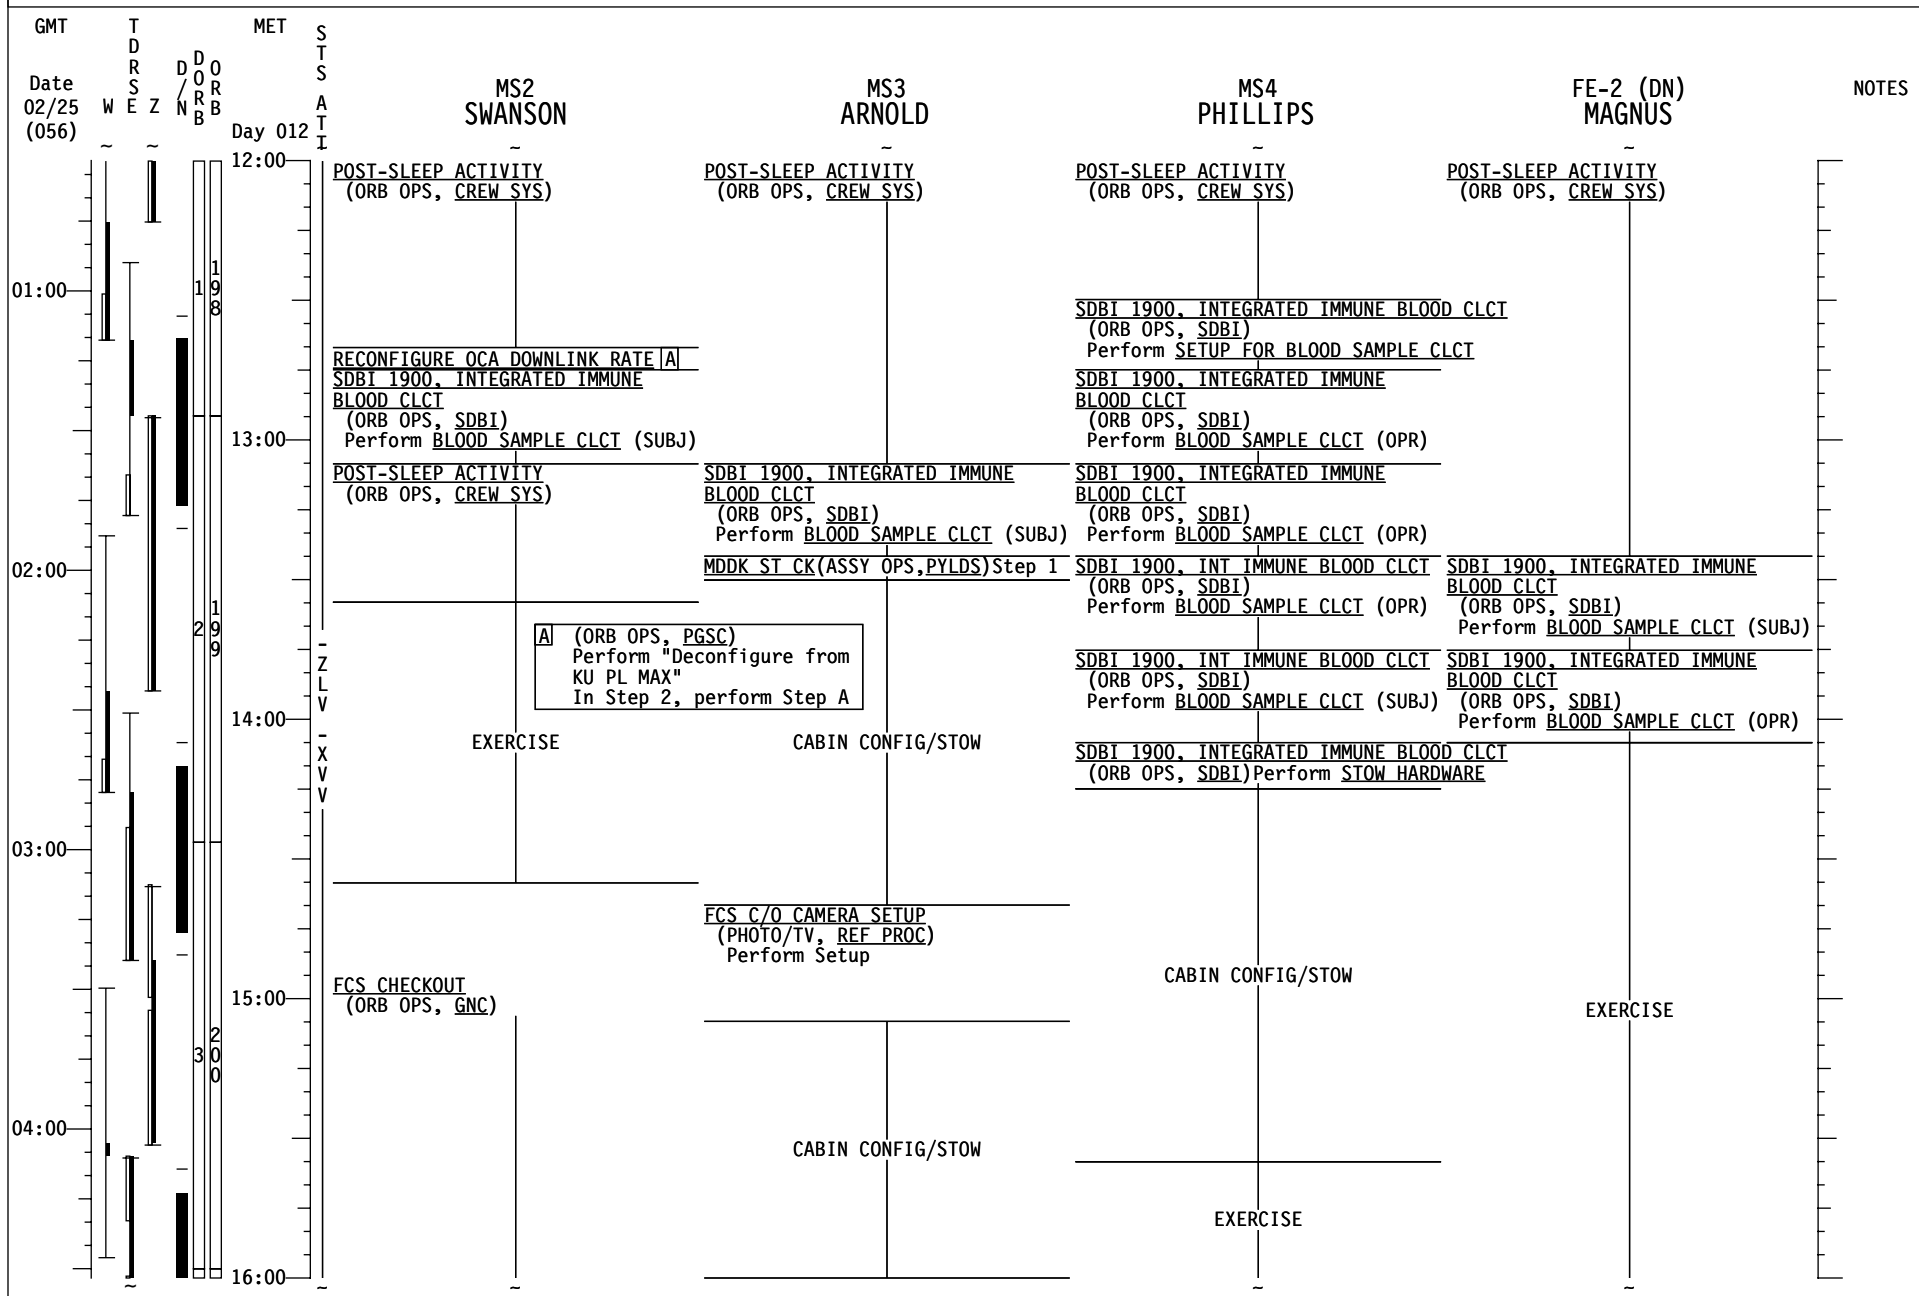 GMT
Date
02/25
(056)
TDRSE
W E Z
D/N
DORB
ORB
MET
Day 012
STS ATT
MS2
SWANSON
MS3
ARNOLD
MS4
PHILLIPS
FE-2 (DN)
MAGNUS
NOTES
01:00
02:00
03:00
04:00
1
2
3
198
199
200
12:00
13:00
14:00
15:00
16:00
-ZLV
-XVV
POST-SLEEP ACTIVITY
(ORB OPS, CREW SYS)
RECONFIGURE OCA DOWNLINK RATE A
SDBI 1900, INTEGRATED IMMUNE
BLOOD CLCT
(ORB OPS, SDBI)
Perform BLOOD SAMPLE CLCT (SUBJ)
POST-SLEEP ACTIVITY
(ORB OPS, CREW SYS)
A (ORB OPS, PGSC)
Perform "Deconfigure from
KU PL MAX"
In Step 2, perform Step A
EXERCISE
FCS CHECKOUT
(ORB OPS, GNC)
POST-SLEEP ACTIVITY
(ORB OPS, CREW SYS)
SDBI 1900, INTEGRATED IMMUNE
BLOOD CLCT
(ORB OPS, SDBI)
Perform BLOOD SAMPLE CLCT (SUBJ)
MDDK ST CK(ASSY OPS,PYLDS)Step 1
CABIN CONFIG/STOW
FCS C/O CAMERA SETUP
(PHOTO/TV, REF PROC)
Perform Setup
CABIN CONFIG/STOW
POST-SLEEP ACTIVITY
(ORB OPS, CREW SYS)
SDBI 1900, INTEGRATED IMMUNE BLOOD CLCT
(ORB OPS, SDBI)
Perform SETUP FOR BLOOD SAMPLE CLCT
SDBI 1900, INTEGRATED IMMUNE
BLOOD CLCT
(ORB OPS, SDBI)
Perform BLOOD SAMPLE CLCT (OPR)
SDBI 1900, INTEGRATED IMMUNE
BLOOD CLCT
(ORB OPS, SDBI)
Perform BLOOD SAMPLE CLCT (OPR)
SDBI 1900, INT IMMUNE BLOOD CLCT
(ORB OPS, SDBI)
Perform BLOOD SAMPLE CLCT (OPR)
SDBI 1900, INT IMMUNE BLOOD CLCT
(ORB OPS, SDBI)
Perform BLOOD SAMPLE CLCT (SUBJ)
SDBI 1900, INTEGRATED IMMUNE BLOOD CLCT
(ORB OPS, SDBI)Perform STOW HARDWARE
CABIN CONFIG/STOW
EXERCISE
POST-SLEEP ACTIVITY
(ORB OPS, CREW SYS)
SDBI 1900, INTEGRATED IMMUNE
BLOOD CLCT
(ORB OPS, SDBI)
Perform BLOOD SAMPLE CLCT (SUBJ)
SDBI 1900, INTEGRATED IMMUNE
BLOOD CLCT
(ORB OPS, SDBI)
Perform BLOOD SAMPLE CLCT (OPR)
EXERCISE